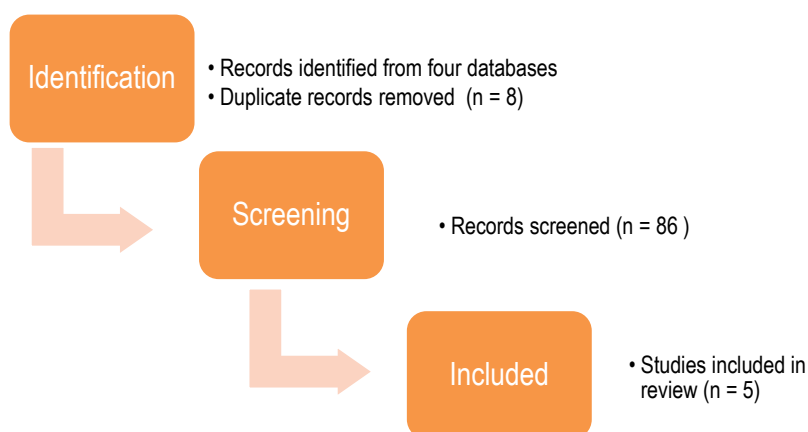 Identification
• Records identified from four databases
• Duplicate records removed (n = 8)
Screening
• Records screened (n = 86 )
Included
• Studies included in
review (n = 5)